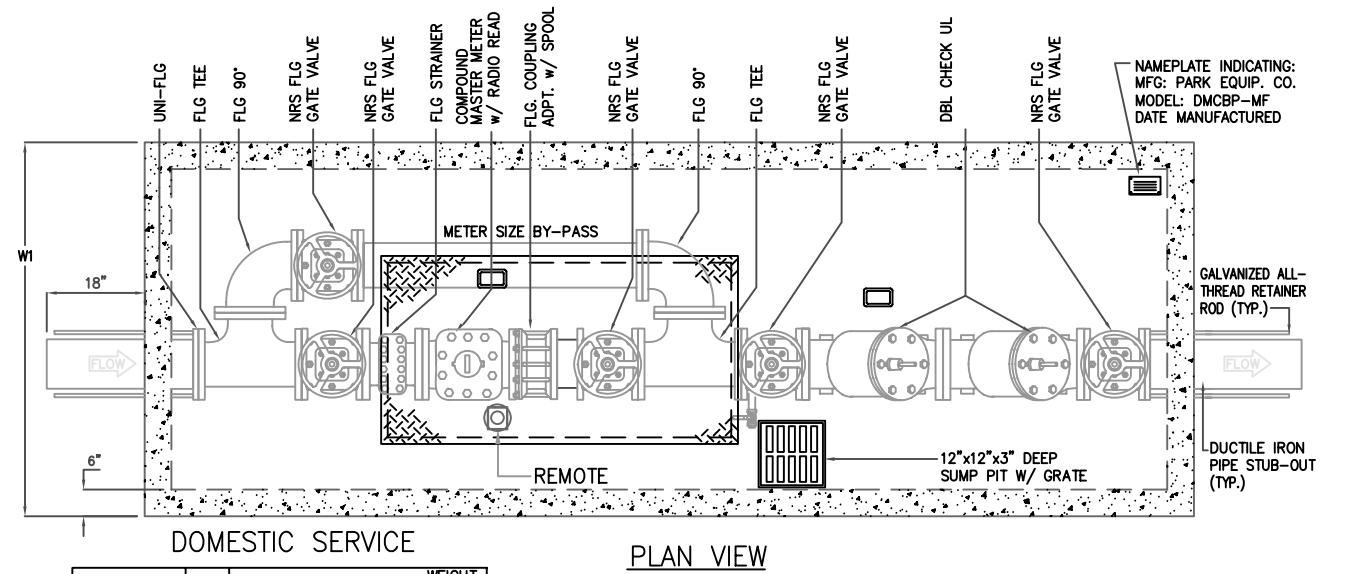 UNI-FLG
FLG TEE
FLG 90°
NRS FLG
GATE VALVE
NRS FLG
GATE VALVE
FLG STRAINER
COMPOUND
MASTER METER
w/ RADIO READ
FLG. COUPLING
ADPT. w/ SPOOL
NRS FLG
GATE VALVE
FLG 90°
FLG TEE
NRS FLG
GATE VALVE
DBL CHECK UL
NRS FLG
GATE VALVE
NAMEPLATE INDICATING:
MFG: PARK EQUIP. CO.
MODEL: DMCBP-MF
DATE MANUFACTURED
METER SIZE BY-PASS
W1
18"
GALVANIZED ALL-
THREAD RETAINER
ROD (TYP.)
FLOW
FLOW
6"
REMOTE
12"x12"x3" DEEP
SUMP PIT W/ GRATE
DUCTILE IRON
PIPE STUB-OUT
(TYP.)
DOMESTIC SERVICE
PLAN VIEW
WEIGHT